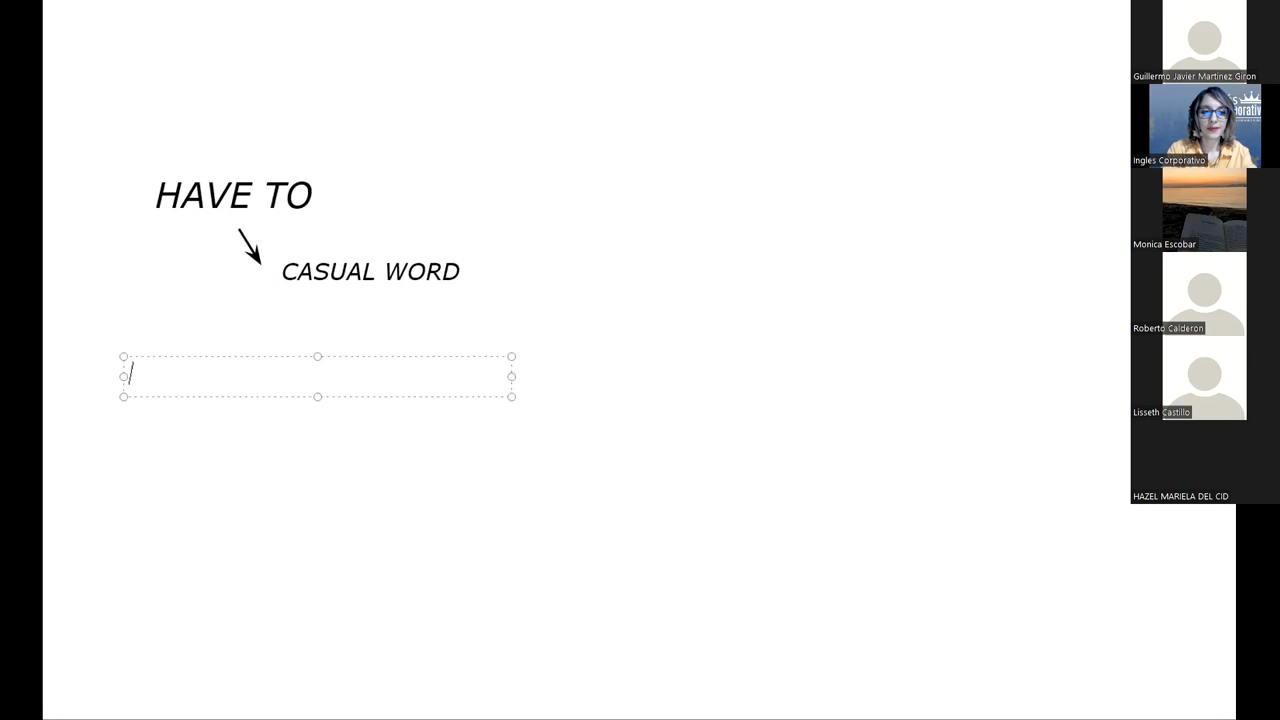 HAVE TO
CASUAL WORD
Guillermo Javier Martinez Giron
Ingles Corporativo
Monica Escobar
Roberto Calderon
Lisseth Castillo
HAZEL MARIELA DEL CID